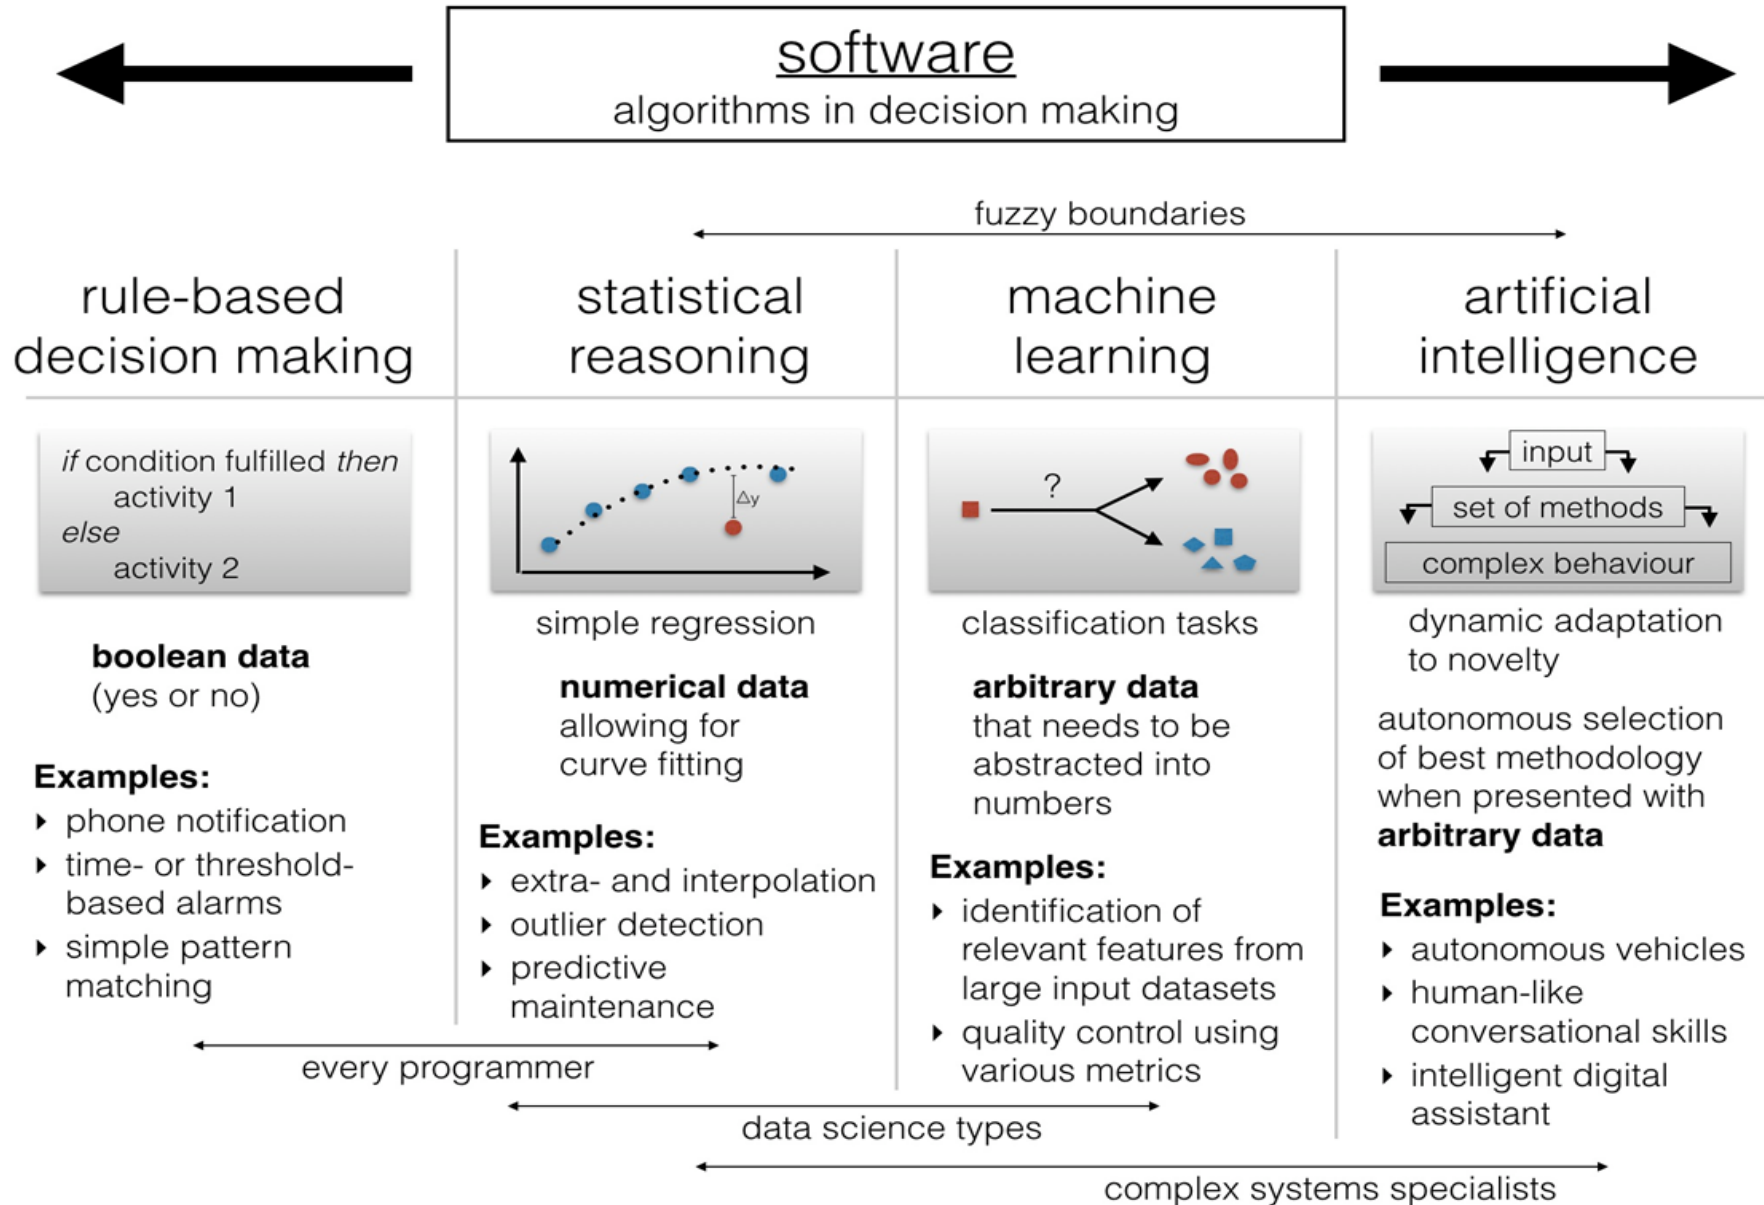 software
algorithms in decision making
fuzzy boundaries
rule-based
decision making
if condition fulfilled then
activity 1
else
activity 2
boolean data
(yes or no)
Examples:
‣ phone notification
‣ time- or threshold-
based alarms
‣ simple pattern
matching
statistical
reasoning
△y
simple regression
numerical data
allowing for
curve fitting
Examples:
‣ extra- and interpolation
‣ outlier detection
‣ predictive
maintenance
machine
learning
?
classification tasks
arbitrary data
that needs to be
abstracted into
numbers
Examples:
‣ identification of
relevant features from
large input datasets
‣ quality control using
various metrics
artificial
intelligence
input
set of methods
complex behaviour
dynamic adaptation
to novelty
autonomous selection
of best methodology
when presented with
arbitrary data
Examples:
‣ autonomous vehicles
‣ human-like
conversational skills
‣ intelligent digital
assistant
every programmer
data science types
complex systems specialists